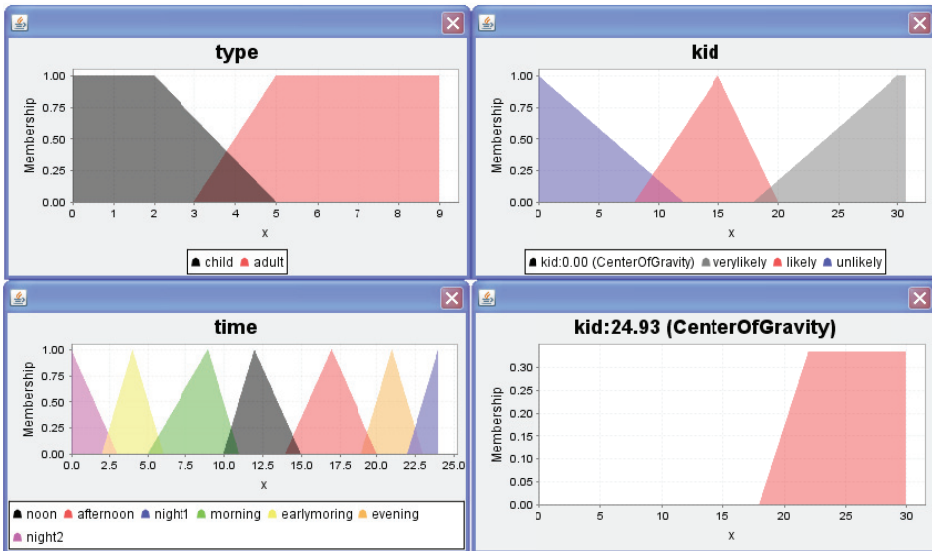 type
1.00
0.75
0.50
0.25
0.00
Membership
0 1 2 3 4 5 6 7 8 9
x
child adult
kid
1.00
0.75
0.50
0.25
0.00
Membership
0 5 10 15 20 25 30
x
kid:0.00 (CenterOfGravity) verylikely likely unlikely
time
1.00
0.75
0.50
0.25
0.00
Membership
0.0 2.5 5.0 7.5 10.0 12.5 15.0 17.5 20.0 22.5 25.0
x
noon afternoon night1 morning earlymoring evening
night2
kid:24.93 (CenterOfGravity)
0.30
0.25
0.20
0.15
0.10
0.05
0.00
Membership
0 5 10 15 20 25 30
x